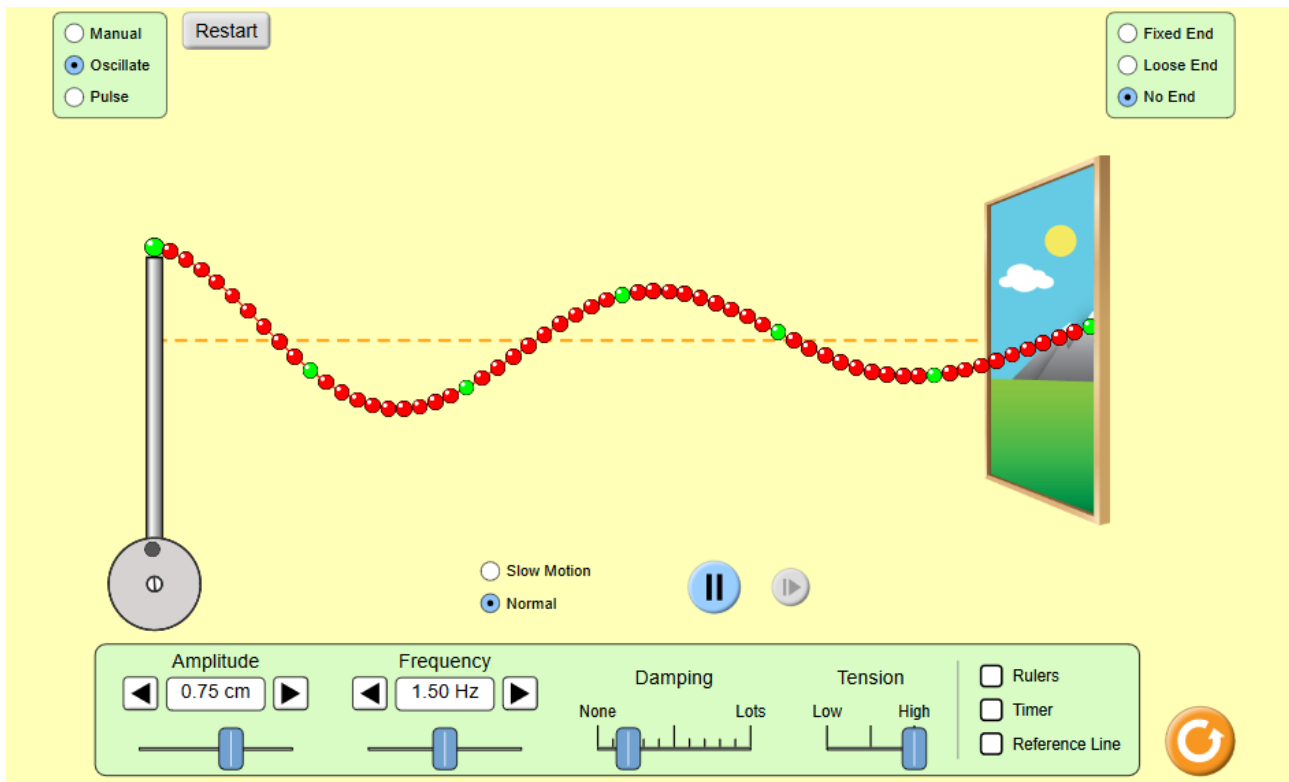 Manual
Oscillate
Pulse
Restart
Fixed End
Loose End
No End
Slow Motion
Normal
Amplitude
0.75 cm
Frequency
1.50 Hz
Damping
None
Lots
Tension
Low
High
Rulers
Timer
Reference Line